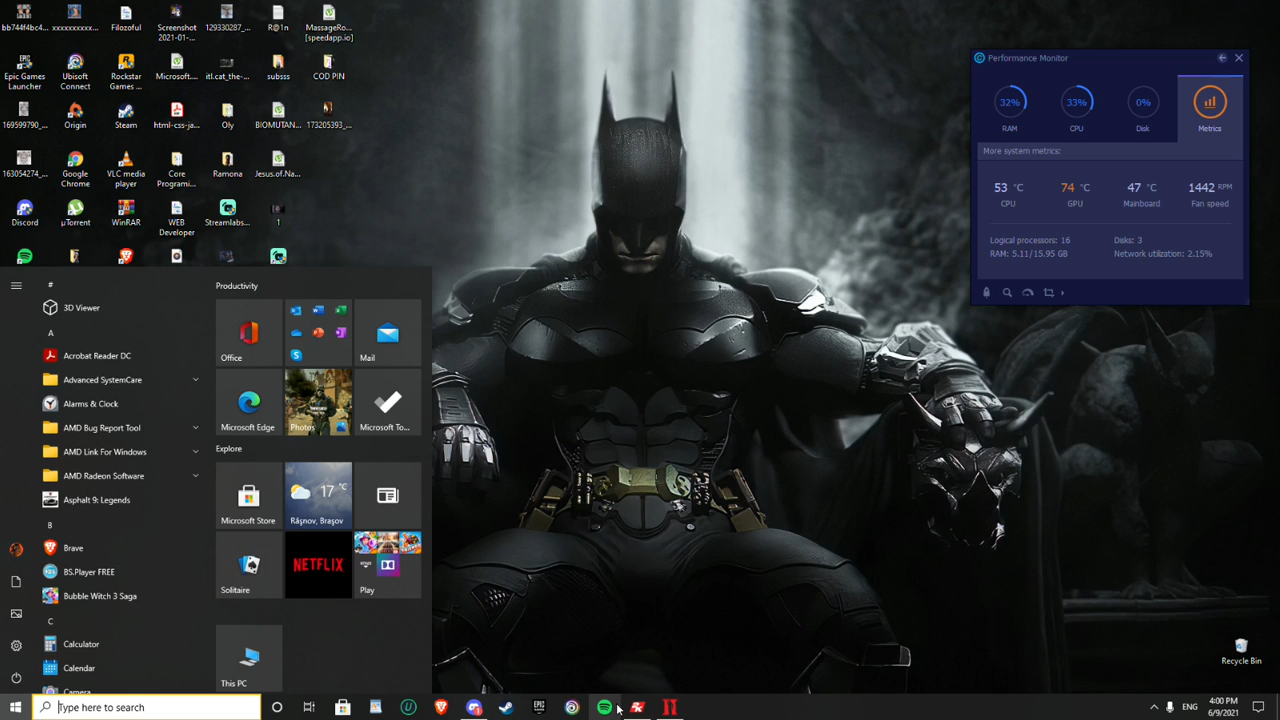 bb744f4bc4...
xxxxxxxxxx...
Filozoful
Screenshot
2021-01-...
129330287_...
R@1n
MassageRo...
[speedapp.io]
Epic Games
Launcher
Ubisoft
Connect
Rockstar
Games ...
Microsoft....
itl.cat_the-...
subsss
COD PIN
169599790_...
Origin
Steam
html-css-ja...
Oly
BIOMUTAN...
173205393_...
163054274_...
Google
Chrome
VLC media
player
Core
Programi...
Ramona
Jesus.of.Na...
Discord
µTorrent
WinRAR
WEB
Developer
Streamlabs...
1
Performance Monitor
32%
33%
0%
RAM
CPU
Disk
Metrics
More system metrics:
53 °C
74 °C
47 °C
1442 RPM
CPU
GPU
Mainboard
Fan speed
Logical processors: 16
Disks: 3
RAM: 5.11/15.95 GB
Network utilization: 2.15%
#
3D Viewer
A
Acrobat Reader DC
Advanced SystemCare
Alarms & Clock
AMD Bug Report Tool
AMD Link For Windows
AMD Radeon Software
Asphalt 9: Legends
B
Brave
BS.Player FREE
Bubble Witch 3 Saga
C
Calculator
Calendar
Camera
Productivity
Office
Mail
Microsoft Edge
Photos
Microsoft To...
Explore
Microsoft Store
17 °C
Râșnov, Brașov
Solitaire
NETFLIX
Play
This PC
Recycle Bin
Type here to search
EPIC
GAMES
ENG
4:00 PM
6/9/2021